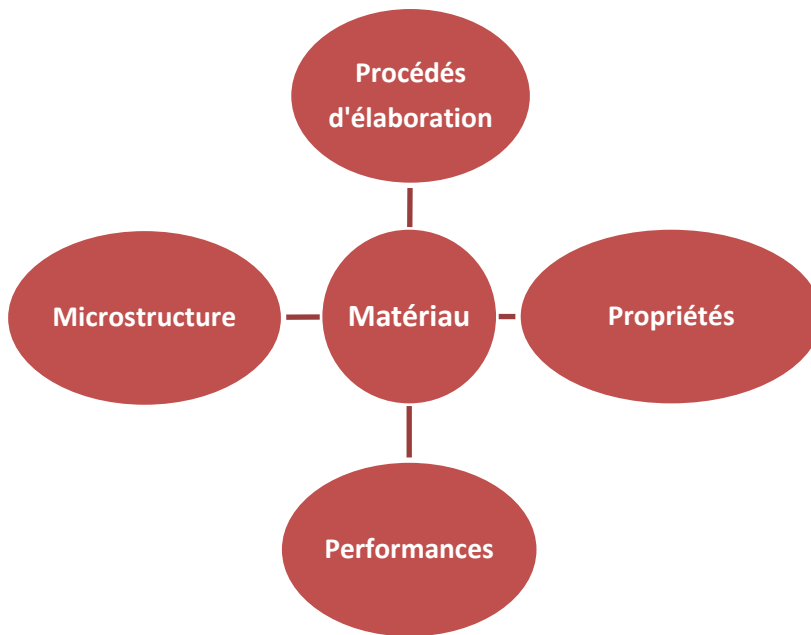 Procédés
d'élaboration
Microstructure
Matériau
Propriétés
Performances